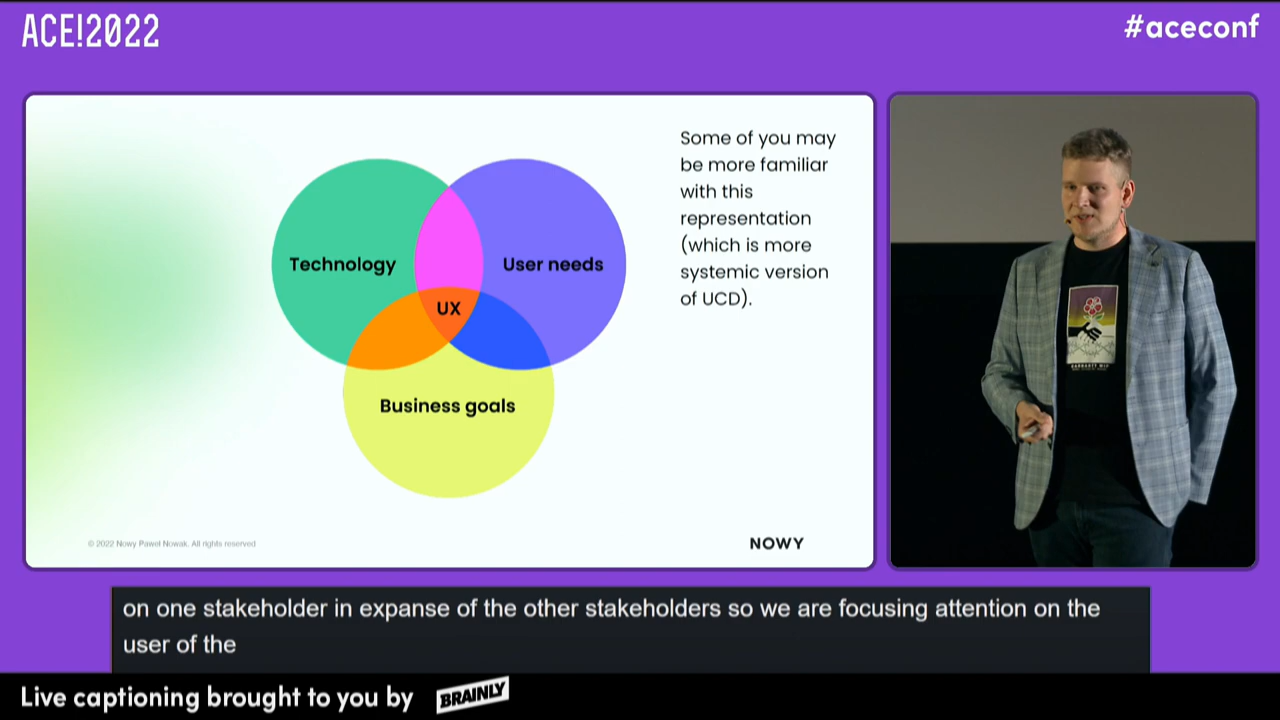 ACE!2022
#aceconf
Some of you may
be more familiar
with this
representation
(which is more
systemic version
of UCD).
Technology
User needs
UX
Business goals
© 2022 Nowy Paweł Nowak. All rights reserved
NOWY
on one stakeholder in expanse of the other stakeholders so we are focusing attention on the
user of the
Live captioning brought to you by
BRAINLY